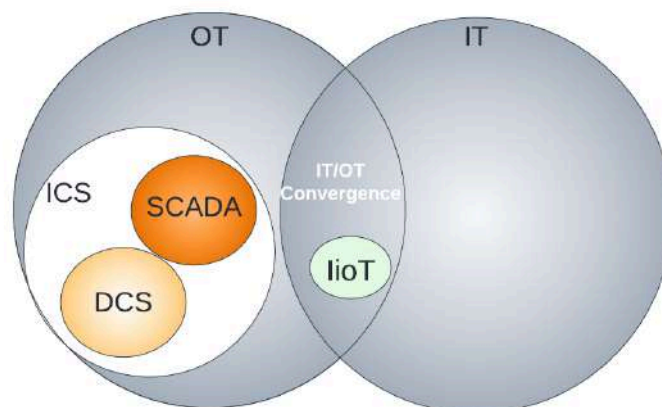 OT
IT
IT/OT
Convergence
ICS
SCADA
IioT
DCS